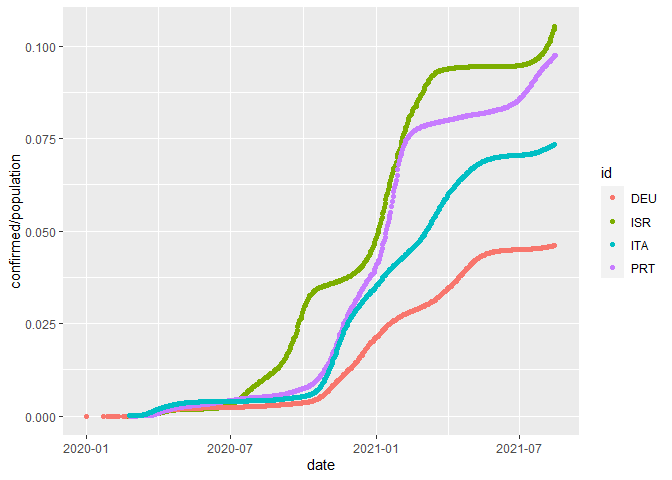 0.100
0.075
0.050
0.025
0.000
confirmed/population
2020-01
2020-07
2021-01
2021-07
date
id
DEU
ISR
ITA
PRT